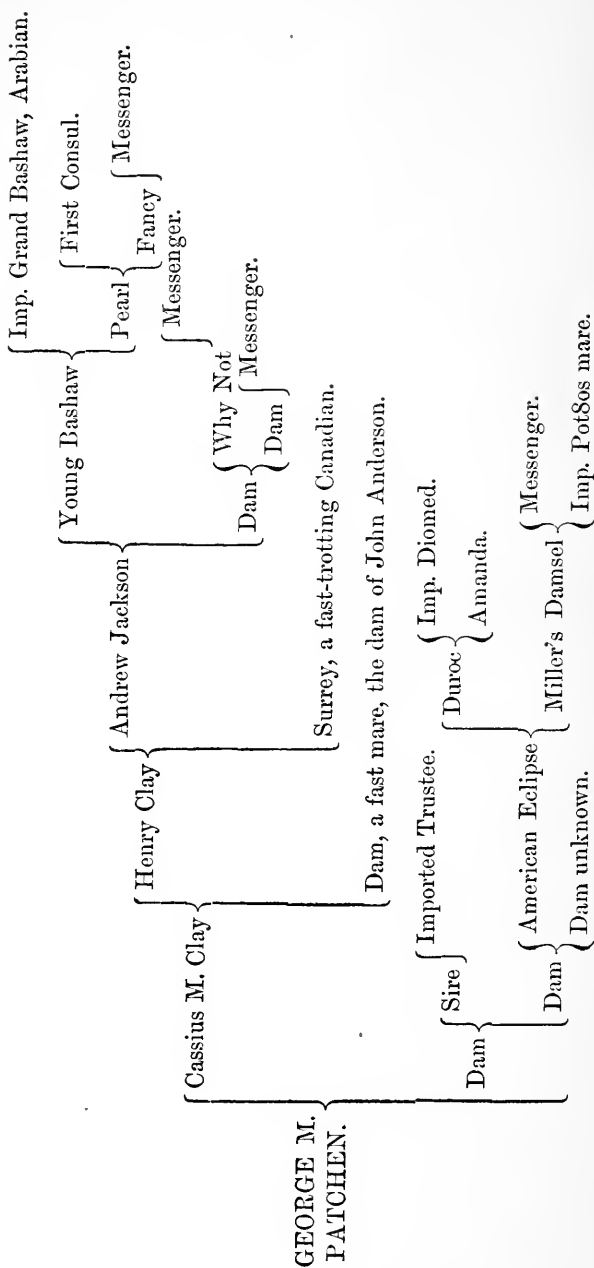 GEORGE M.
PATCHEN.
Cassius M. Clay
Henry Clay
Andrew Jackson
Young Bashaw
Imp. Grand Bashaw, Arabian.
Pearl
First Consul.
Fancy
Messenger.
Dam
Why Not
Messenger.
Dam
Messenger.
Surrey, a fast-trotting Canadian.
Dam, a fast mare, the dam of John Anderson.
Dam
Sire
Imported Trustee.
Dam
American Eclipse
Duroc
Imp. Diomed.
Amanda.
Miller's Damsel
Messenger.
Imp. Pot8os mare.
Dam unknown.